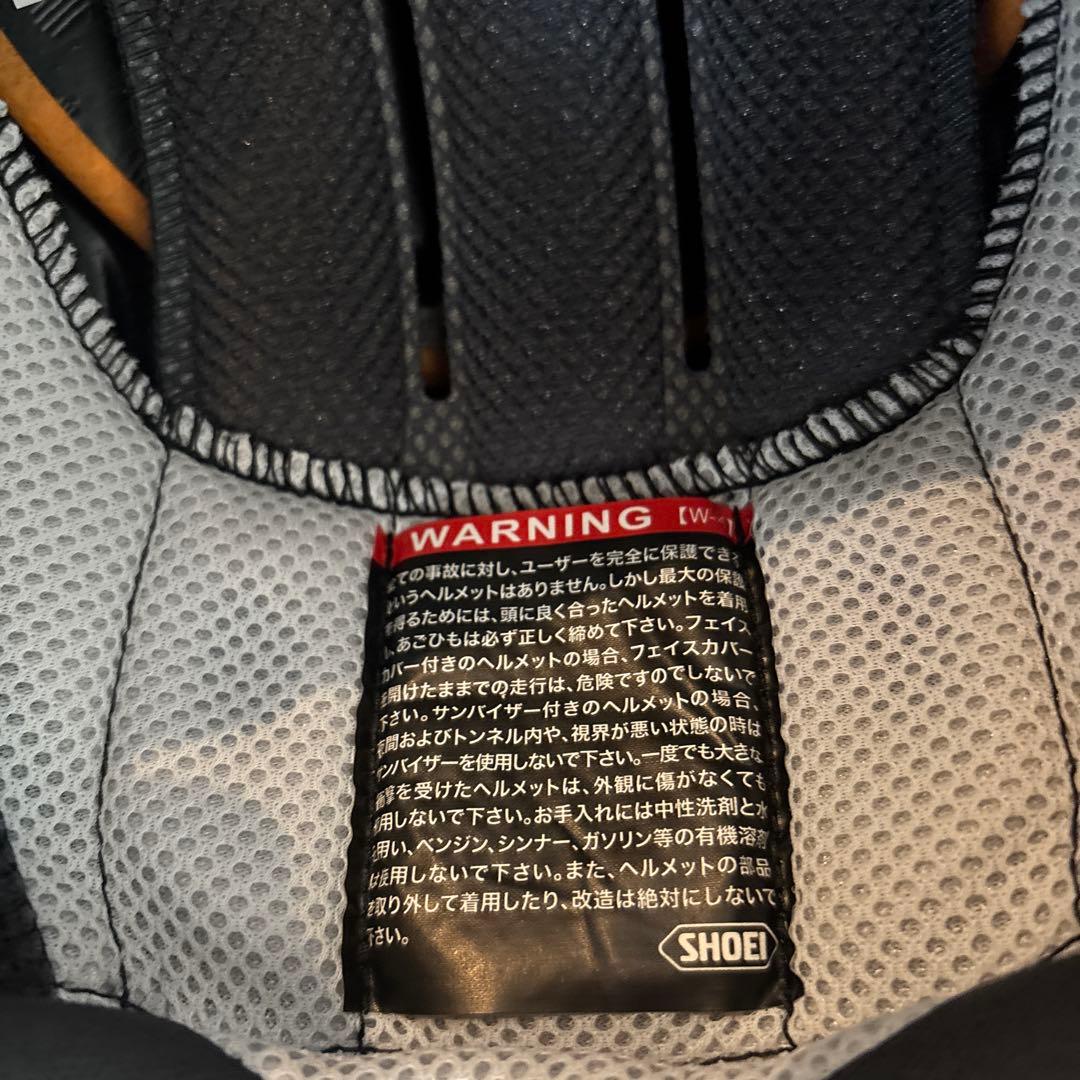 WARNING 【W-4】
ての事故に対し、ユーザーを完全に保護できる
いうヘルメットはありません。しかし最大の保護
得るためには、頭に良く合ったヘルメットを着用
、あごひもは必ず正しく締めて下さい。フェイス
カバー付きのヘルメットの場合、フェイスカバー
を開けたままでの走行は、危険ですのでしないで
下さい。サンバイザー付きのヘルメットの場合、
間およびトンネル内や、視界が悪い状態の時は
サンバイザーを使用しないで下さい。一度でも大きな
衝撃を受けたヘルメットは、外観に傷がなくても
用しないで下さい。お手入れには中性洗剤と水
用い、ベンジン、シンナー、ガソリン等の有機溶剤
は使用しないで下さい。また、ヘルメットの部品
を取り外して着用したり、改造は絶対にしないで
下さい。
SHOEI